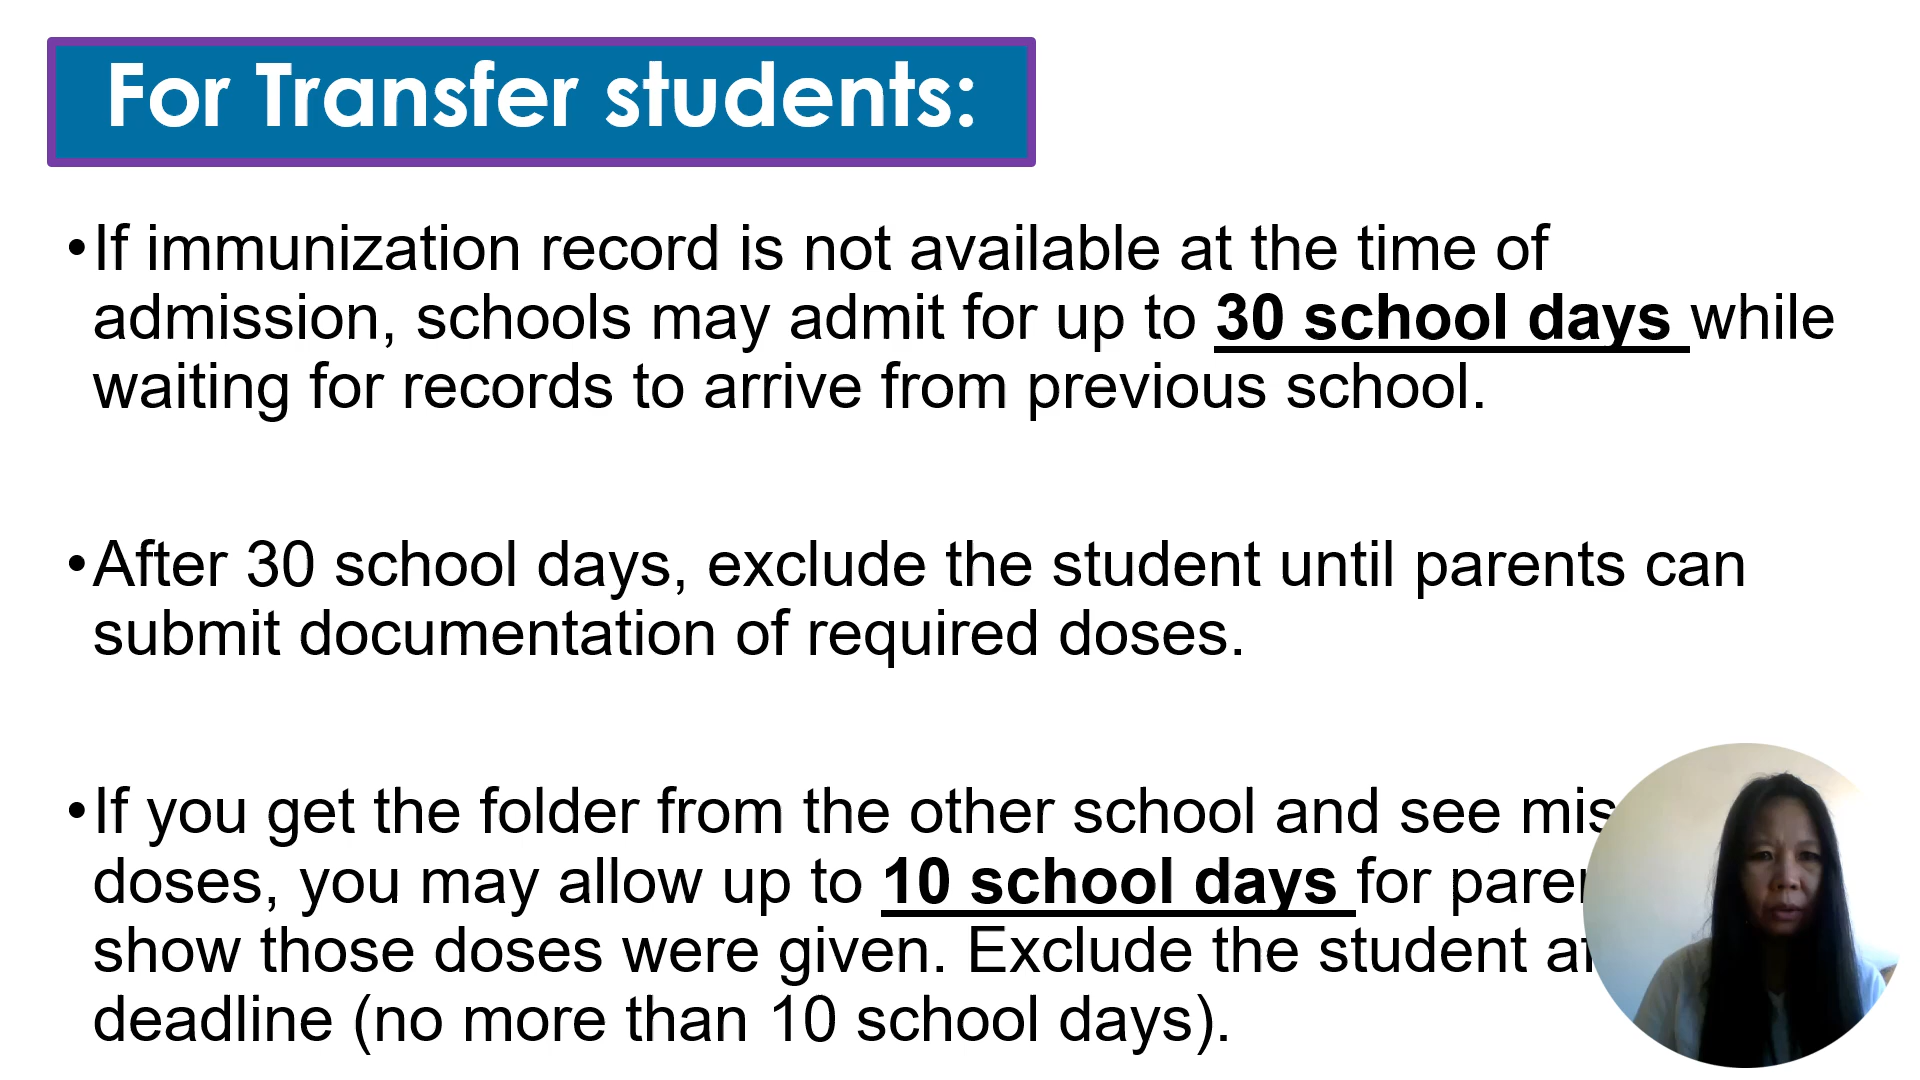 For Transfer students:
•If immunization record is not available at the time of
admission, schools may admit for up to 30 school days while
waiting for records to arrive from previous school.
•After 30 school days, exclude the student until parents can
submit documentation of required doses.
•If you get the folder from the other school and see
doses, you may allow up to 10 school days for
show those doses were given. Exclude the student
deadline (no more than 10 school days).